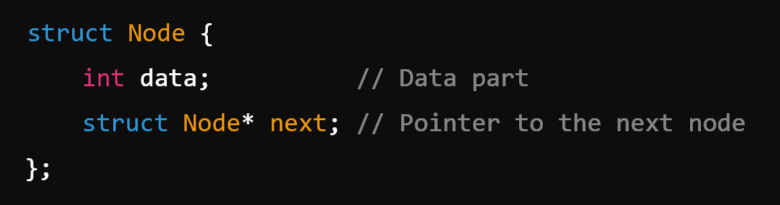 struct Node {
    int data;          // Data part
    struct Node* next; // Pointer to the next node
};